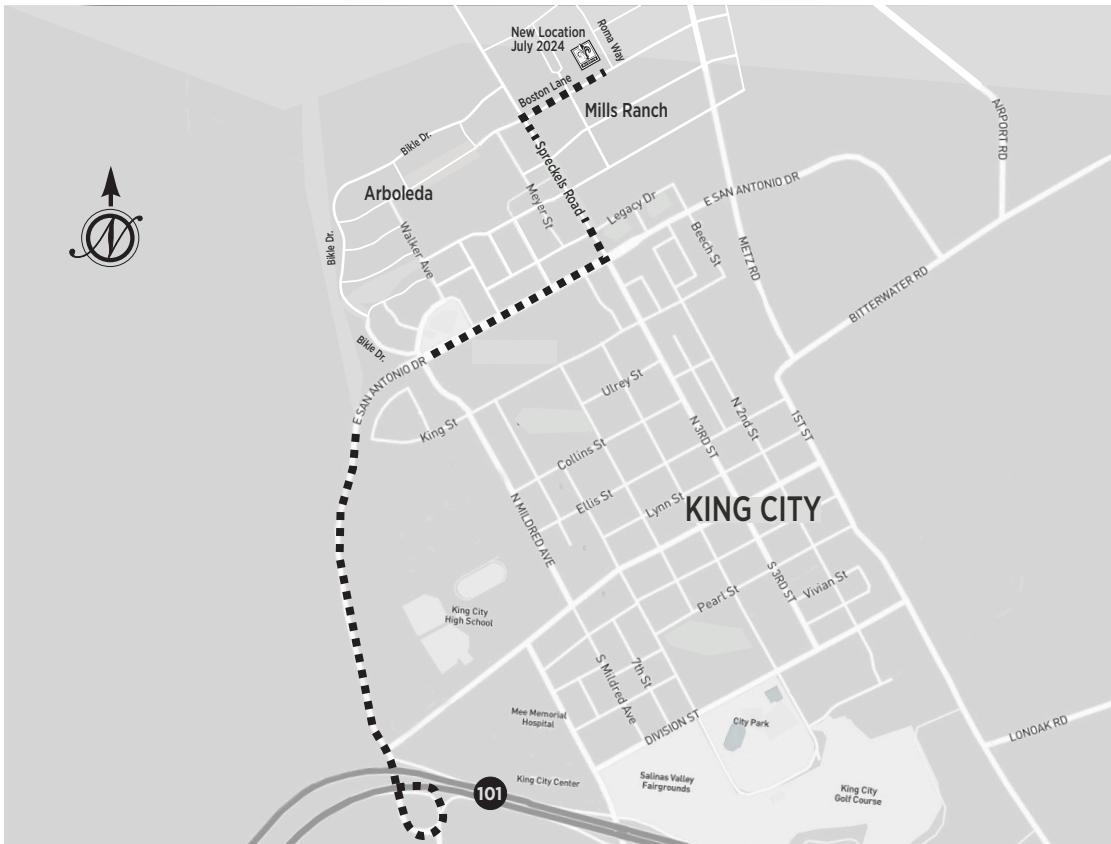 New Location
July 2024
Roma Way
Boston Lane
Mills Ranch
AIRPORT RD
Bikle Dr.
Spreckels Road
Arboleda
Meyer St
Legacy Dr
E SAN ANTONIO DR
Walker Ave
Beech St
Bikle Dr.
METZ RD
N
BITTERWATER RD
Bikle Dr.
E SAN ANTONIO DR
Ulrey St
N 2nd St
1ST ST
King St
N 3RD ST
Collins St
Ellis St
Lynn St
KING CITY
N MILDRED AVE
S 3RD ST
Vivian St
Pearl St
King City
High School
S Mildred Ave
7th St
Mee Memorial
Hospital
DIVISION ST
City Park
LONOAK RD
King City Center
Salinas Valley
Fairgrounds
King City
Golf Course
101